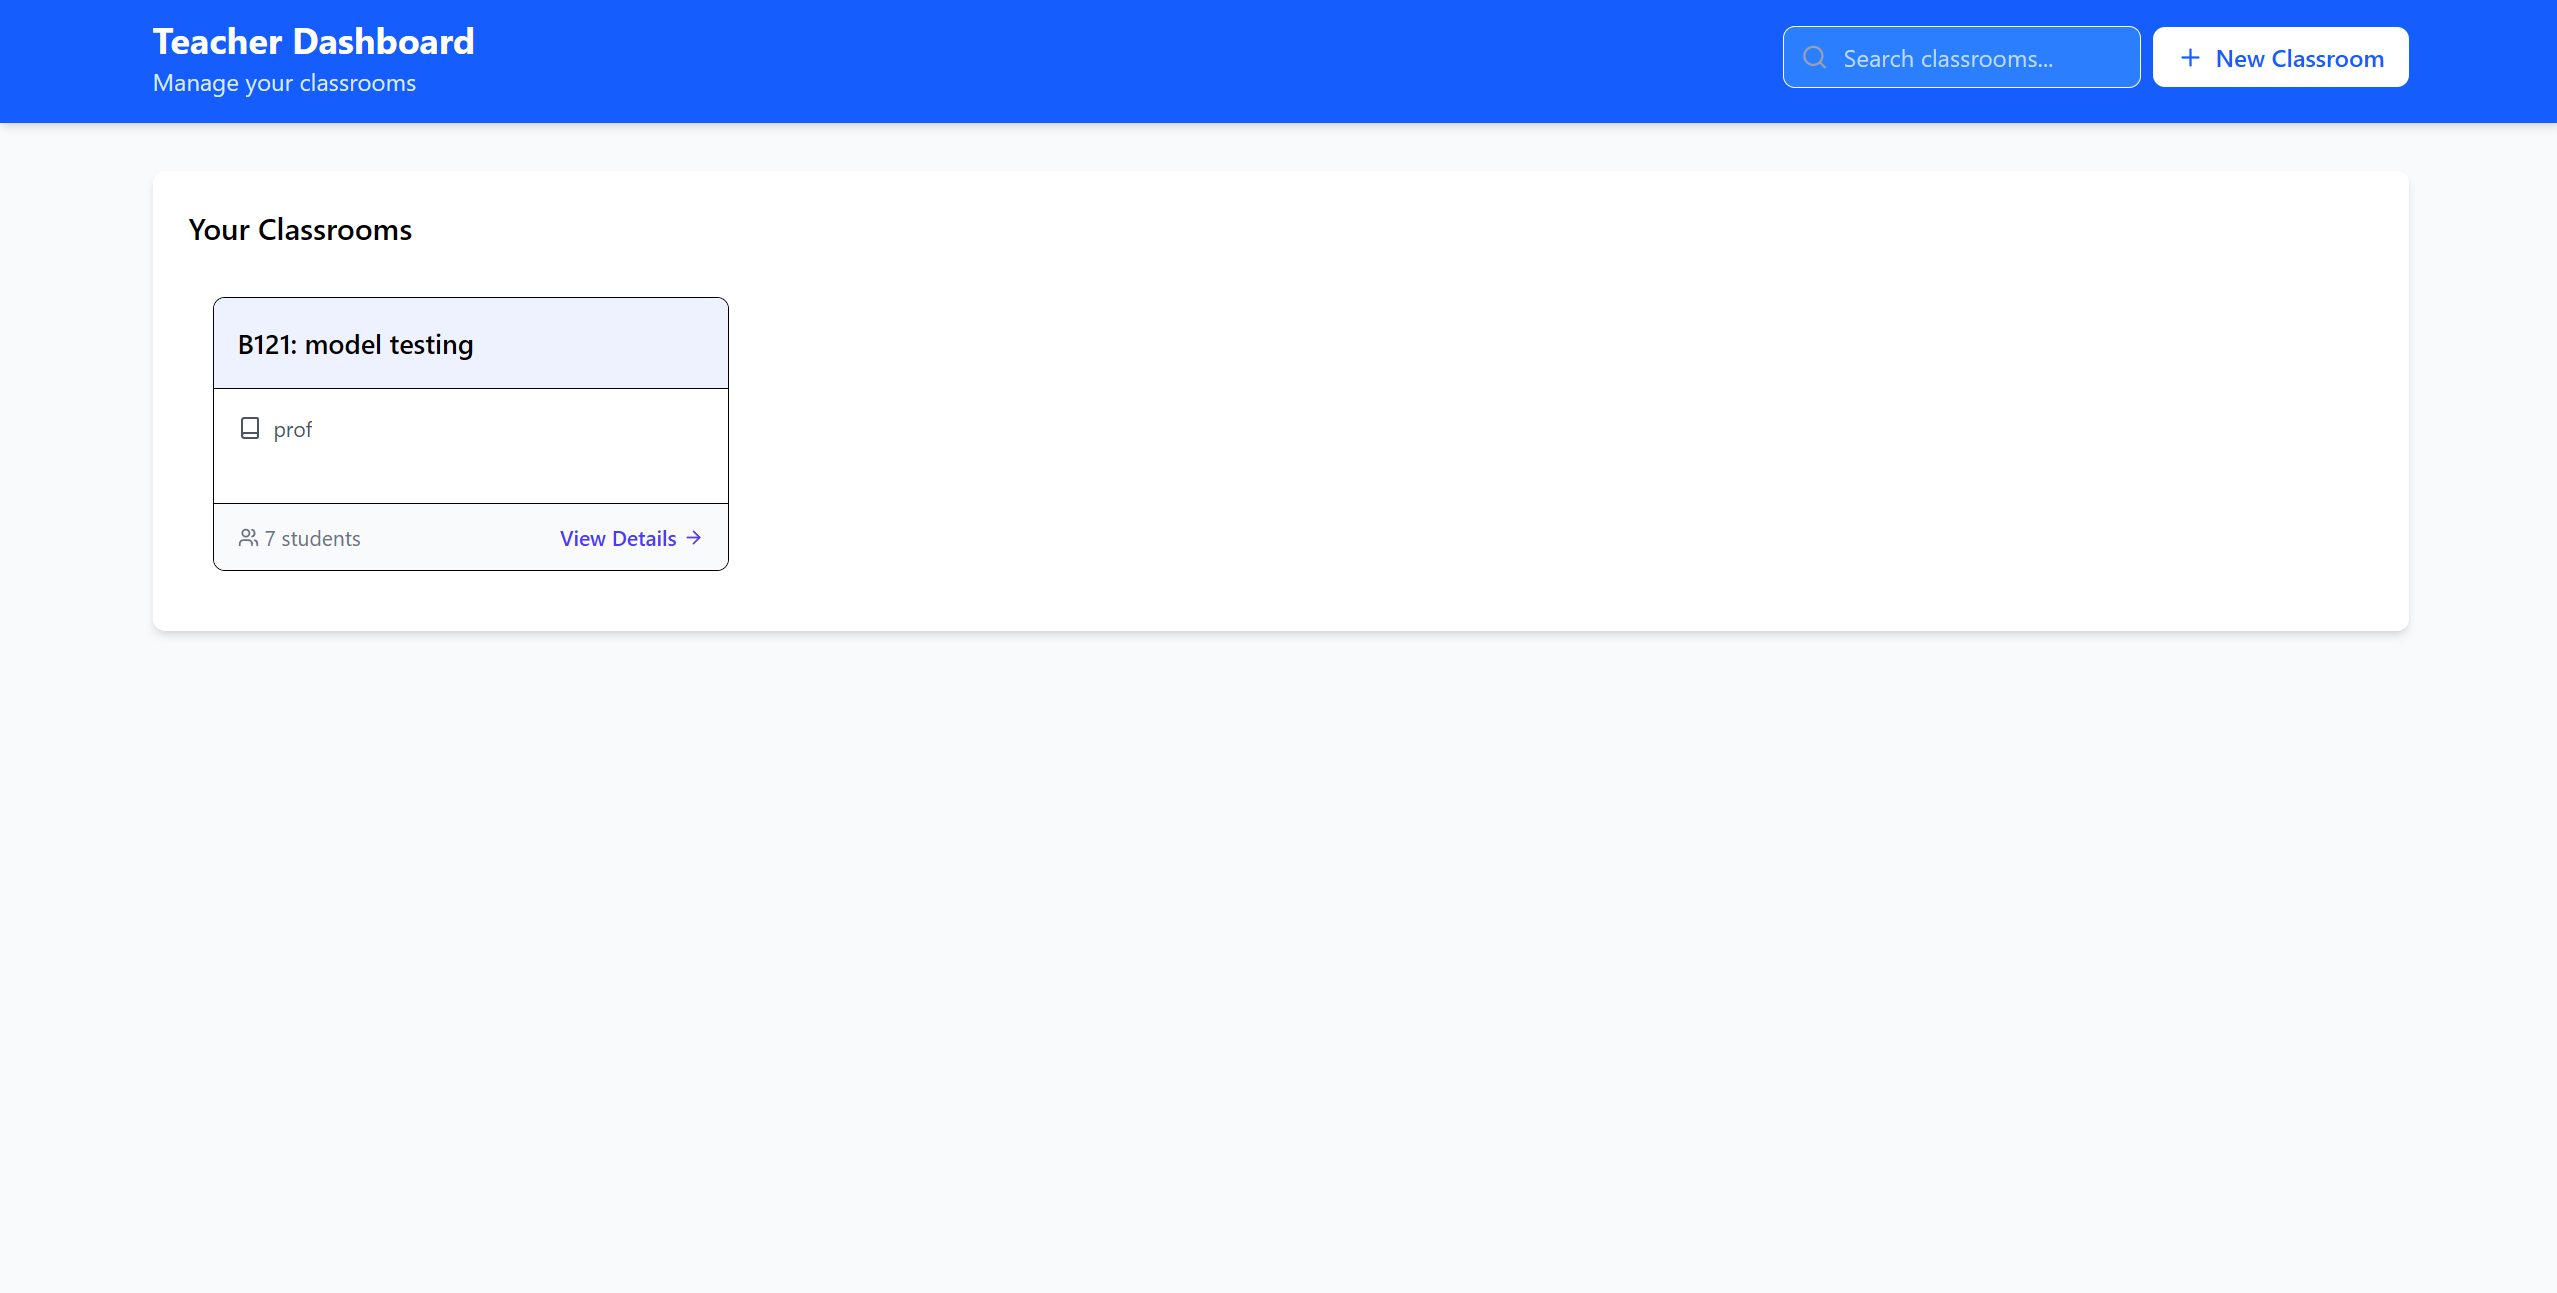 Teacher Dashboard
Manage your classrooms
Search classrooms...
New Classroom
Your Classrooms
B121: model testing
prof
7 students
View Details